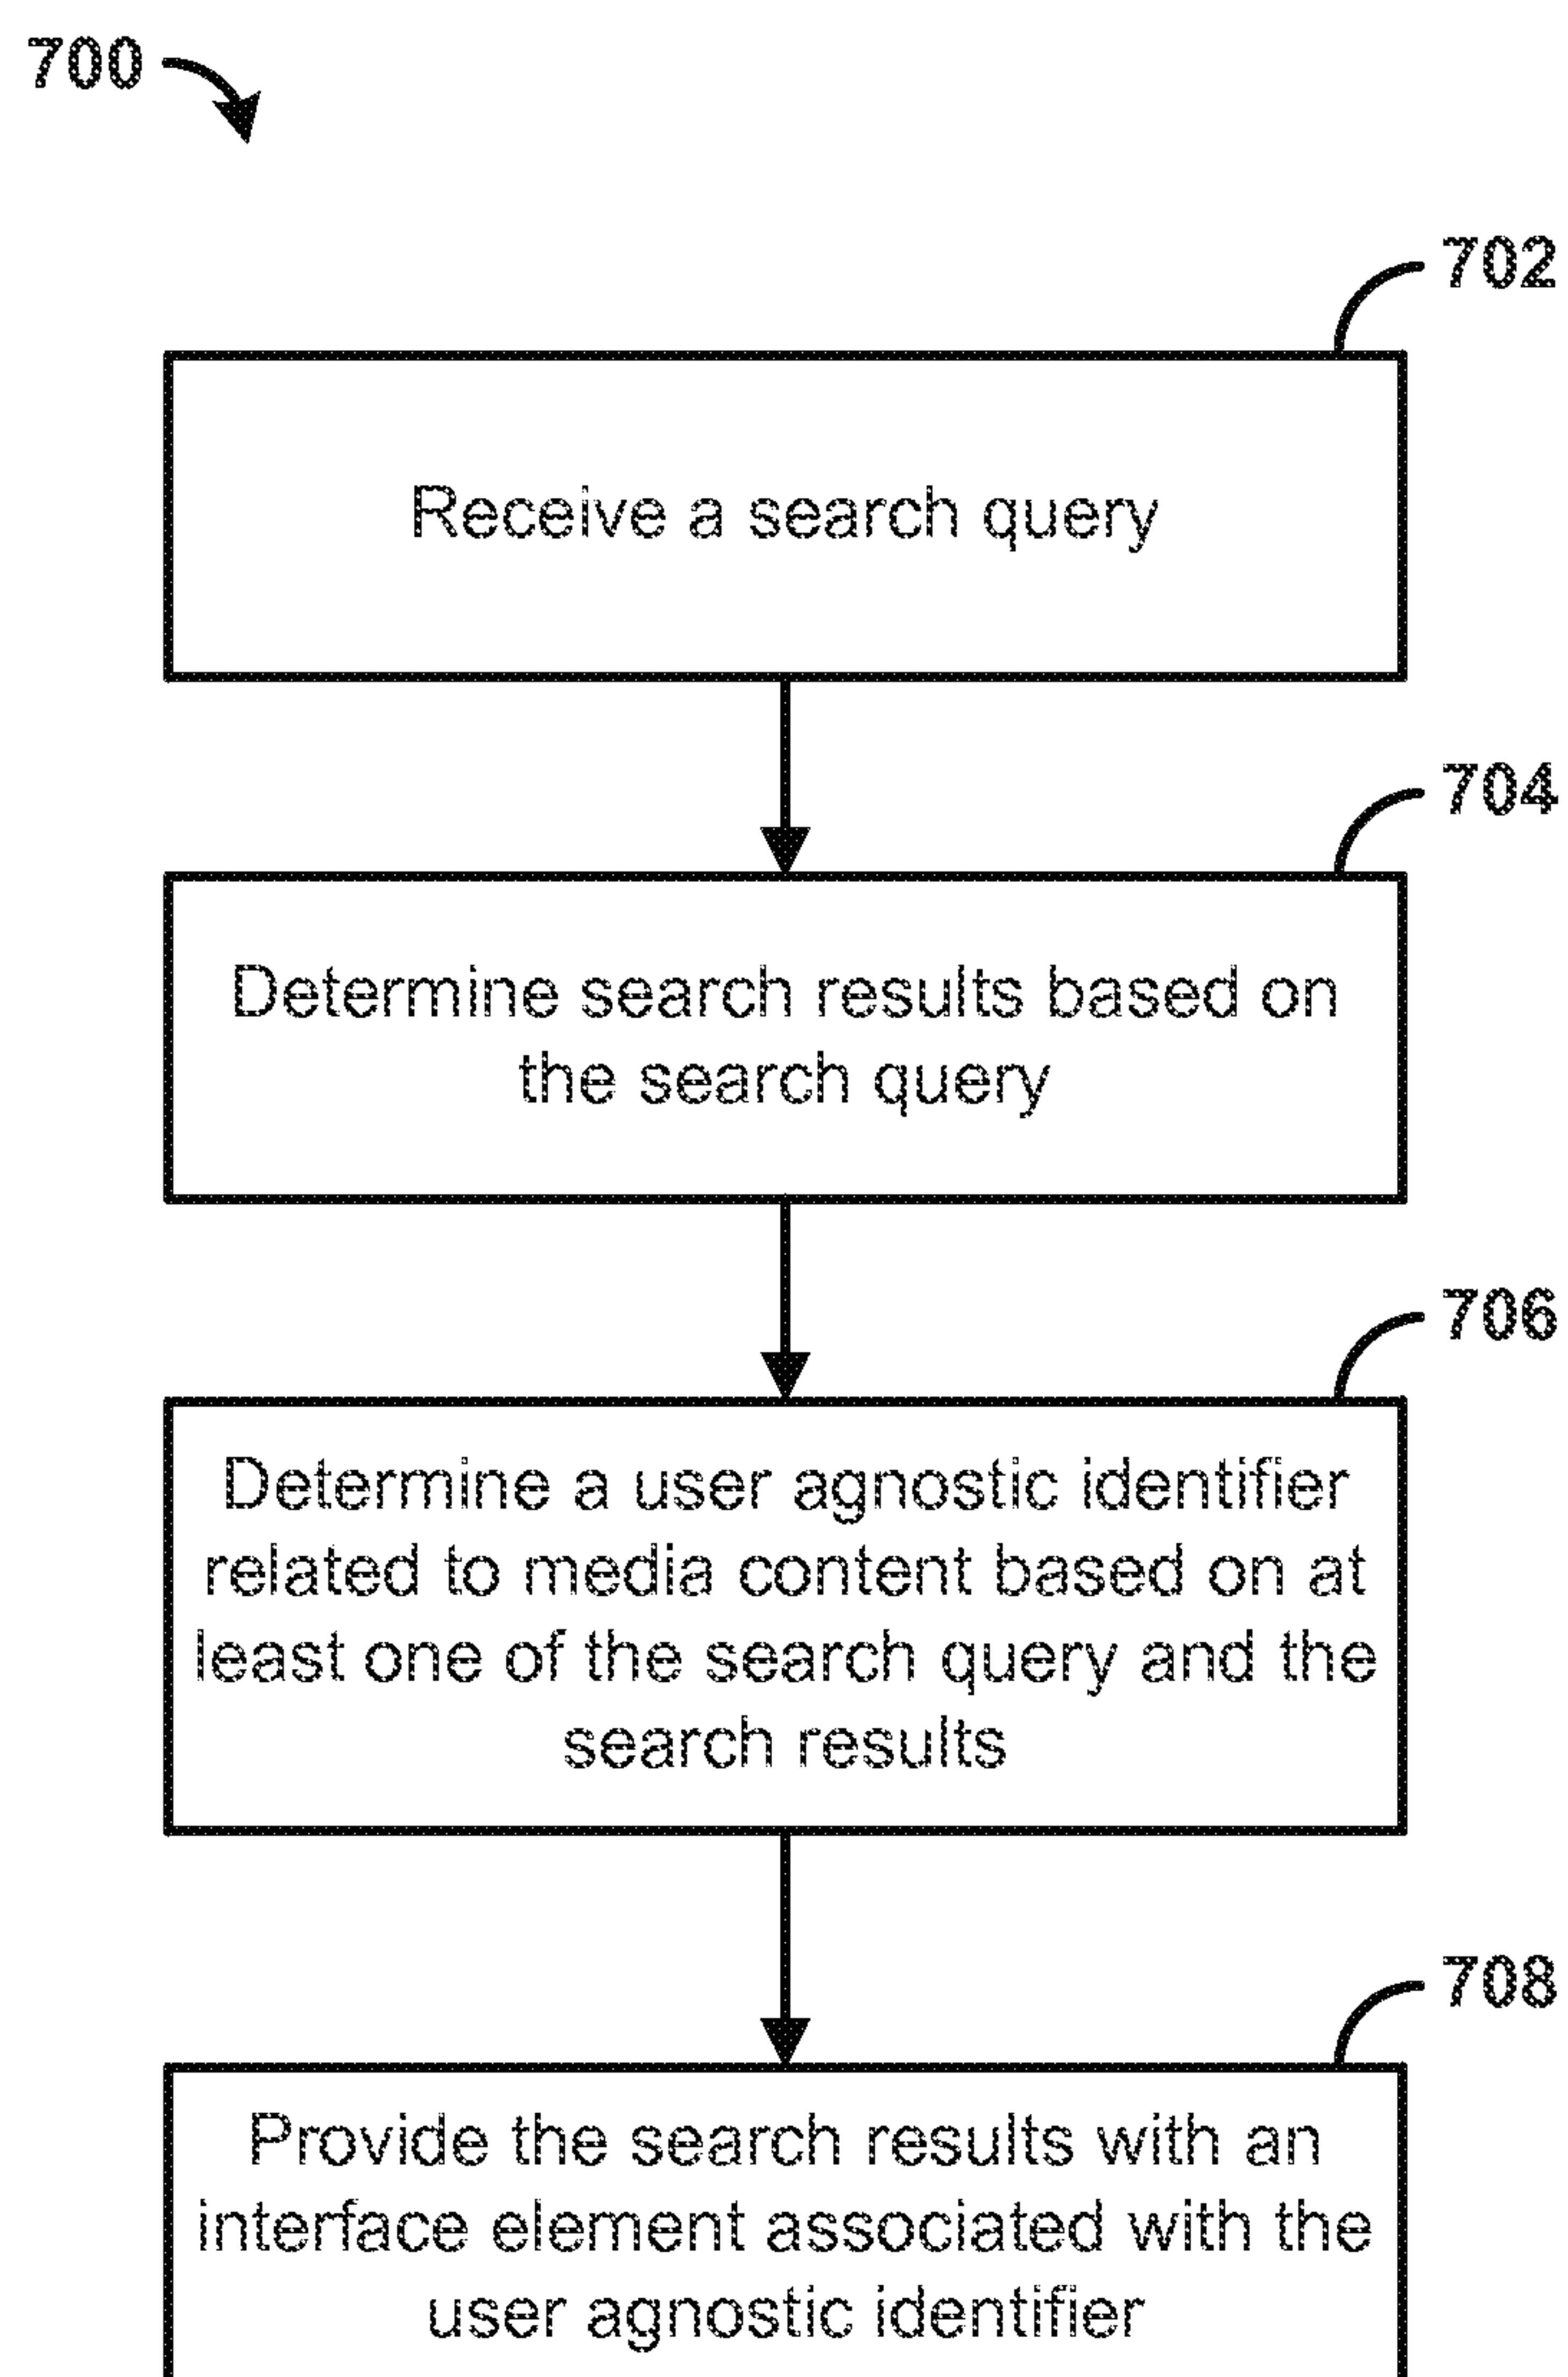 700
702
Receive a search query
704
Determine search results based on
the search query
706
Determine a user agnostic identifier
related to media content based on at
least one of the search query and the
search results
708
Provide the search results with an
interface element associated with the
user agnostic identifier